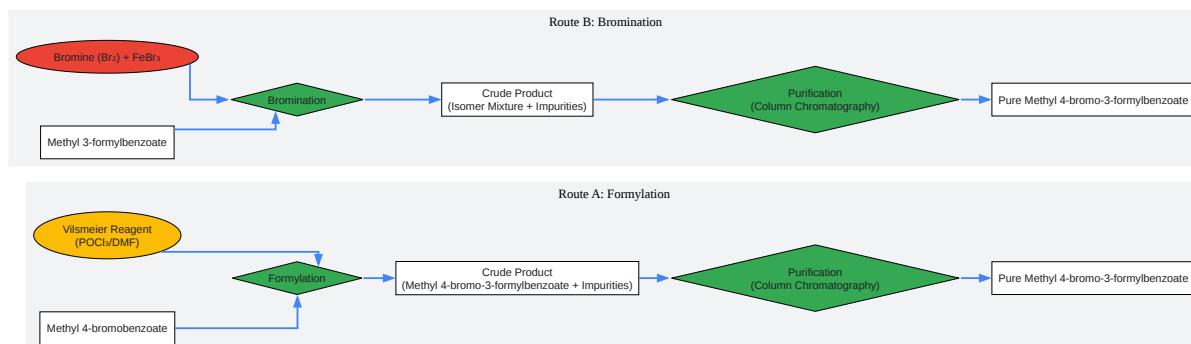 Route B: Bromination
Bromine (Br₂) + FeBr₃
Bromination
Methyl 3-formylbenzoate
Crude Product
(Isomer Mixture + Impurities)
Purification
(Column Chromatography)
Pure Methyl 4-bromo-3-formylbenzoate
Route A: Formylation
Vilsmeier Reagent
(POCl₃/DMF)
Formylation
Methyl 4-bromobenzoate
Crude Product
(Methyl 4-bromo-3-formylbenzoate + Impurities)
Purification
(Column Chromatography)
Pure Methyl 4-bromo-3-formylbenzoate